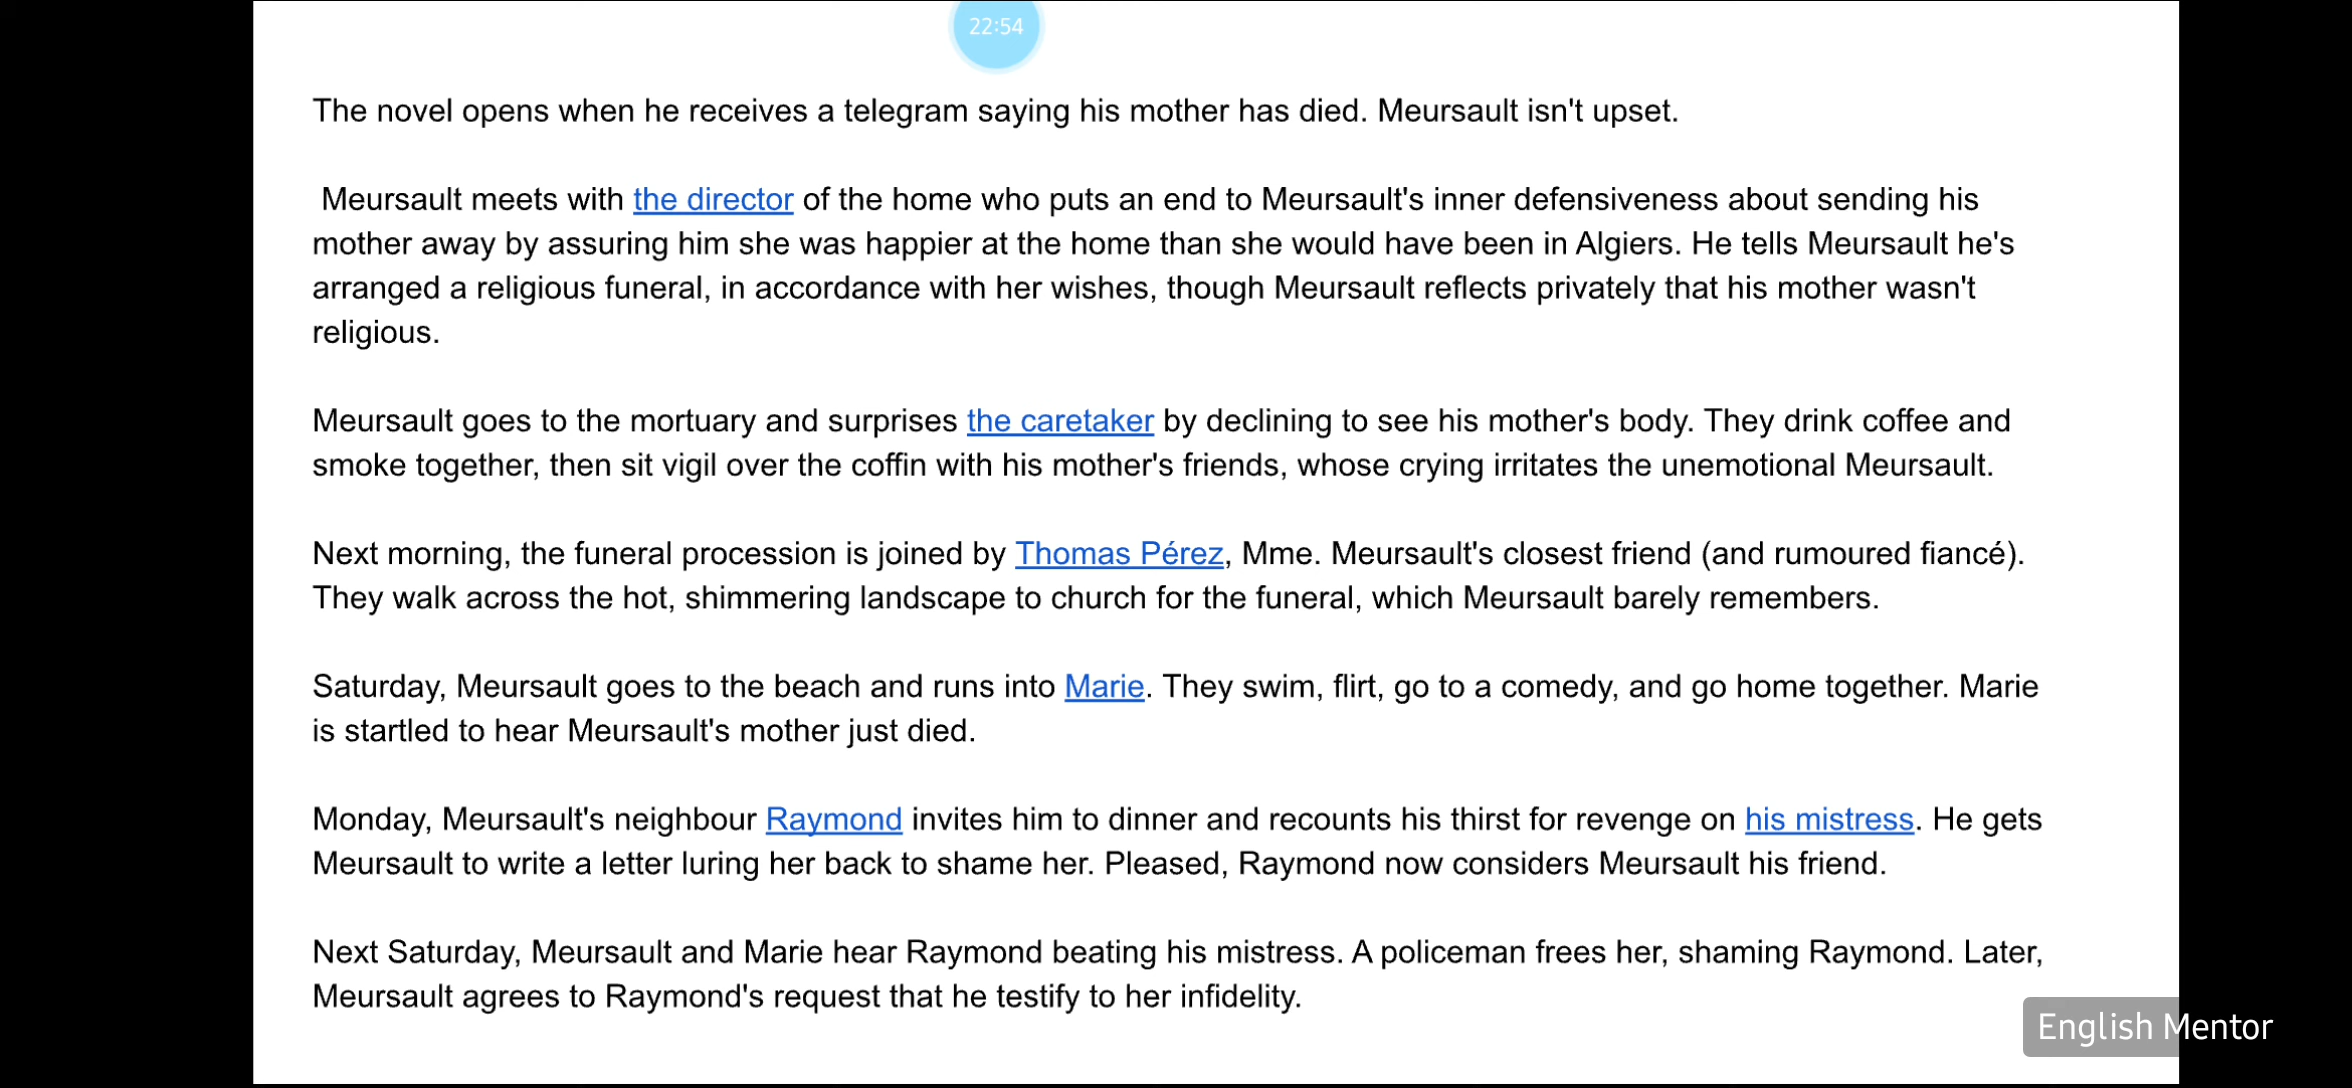 22:54
The novel opens when he receives a telegram saying his mother has died. Meursault isn't upset.
Meursault meets with the director of the home who puts an end to Meursault's inner defensiveness about sending his
mother away by assuring him she was happier at the home than she would have been in Algiers. He tells Meursault he's
arranged a religious funeral, in accordance with her wishes, though Meursault reflects privately that his mother wasn't
religious.
Meursault goes to the mortuary and surprises the caretaker by declining to see his mother's body. They drink coffee and
smoke together, then sit vigil over the coffin with his mother's friends, whose crying irritates the unemotional Meursault.
Next morning, the funeral procession is joined by Thomas Pérez, Mme. Meursault's closest friend (and rumoured fiancé).
They walk across the hot, shimmering landscape to church for the funeral, which Meursault barely remembers.
Saturday, Meursault goes to the beach and runs into Marie. They swim, flirt, go to a comedy, and go home together. Marie
is startled to hear Meursault's mother just died.
Monday, Meursault's neighbour Raymond invites him to dinner and recounts his thirst for revenge on his mistress. He gets
Meursault to write a letter luring her back to shame her. Pleased, Raymond now considers Meursault his friend.
Next Saturday, Meursault and Marie hear Raymond beating his mistress. A policeman frees her, shaming Raymond. Later,
Meursault agrees to Raymond's request that he testify to her infidelity.
English Mentor